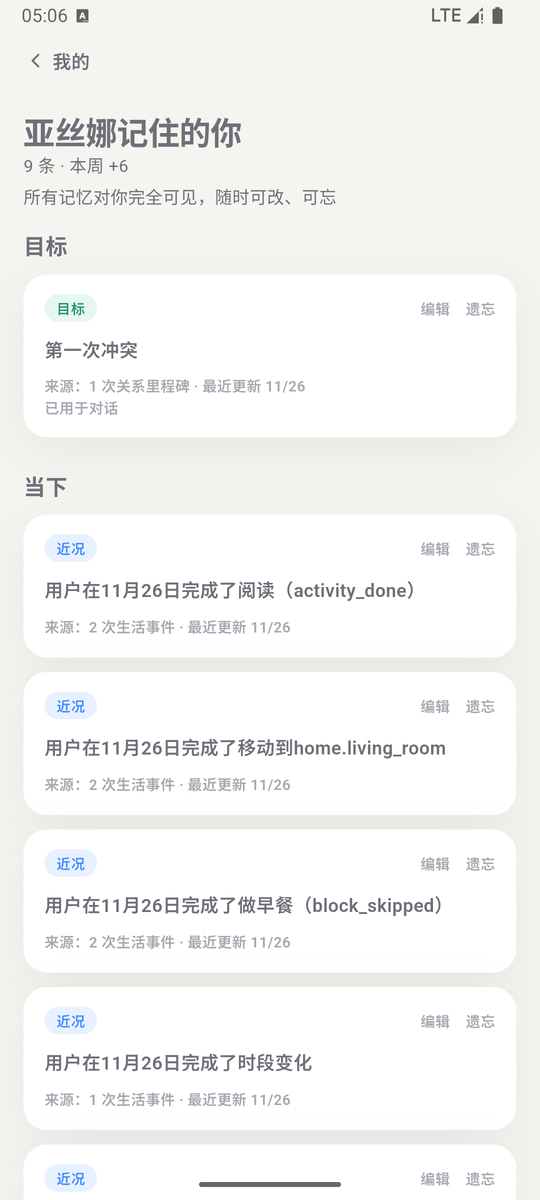 05:06 A LTE
我的
亚丝娜记住的你
9 条 · 本周 +6
所有记忆对你完全可见，随时可改、可忘
目标
目标 编辑 遗忘
第一次冲突
来源：1 次关系里程碑 · 最近更新 11/26
已用于对话
当下
近况 编辑 遗忘
用户在11月26日完成了阅读（activity_done）
来源：2 次生活事件 · 最近更新 11/26
近况 编辑 遗忘
用户在11月26日完成了移动到home.living_room
来源：2 次生活事件 · 最近更新 11/26
近况 编辑 遗忘
用户在11月26日完成了做早餐（block_skipped）
来源：2 次生活事件 · 最近更新 11/26
近况 编辑 遗忘
用户在11月26日完成了时段变化
来源：1 次生活事件 · 最近更新 11/26
近况 编辑 遗忘